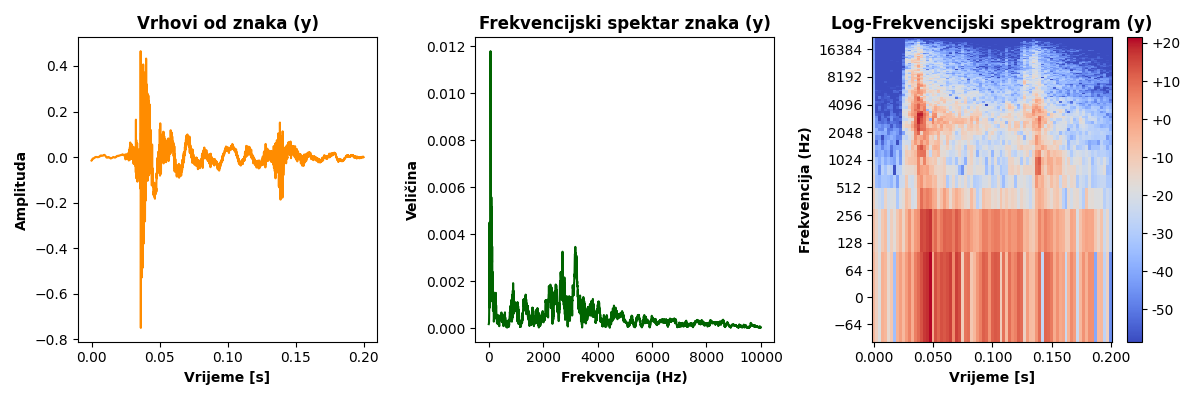 Vrhovi od znaka (y)
0.4
0.2
0.0
−0.2
−0.4
−0.6
−0.8
Amplituda
0.00 0.05 0.10 0.15 0.20
Vrijeme [s]
Frekvencijski spektar znaka (y)
0.012
0.010
0.008
0.006
0.004
0.002
0.000
Veličina
0 2000 4000 6000 8000 10000
Frekvencija (Hz)
Log-Frekvencijski spektrogram (y)
16384
8192
4096
2048
1024
512
256
128
64
0
−64
Frekvencija (Hz)
0.000 0.050 0.100 0.150 0.200
Vrijeme [s]
+20
+10
+0
-10
-20
-30
-40
-50